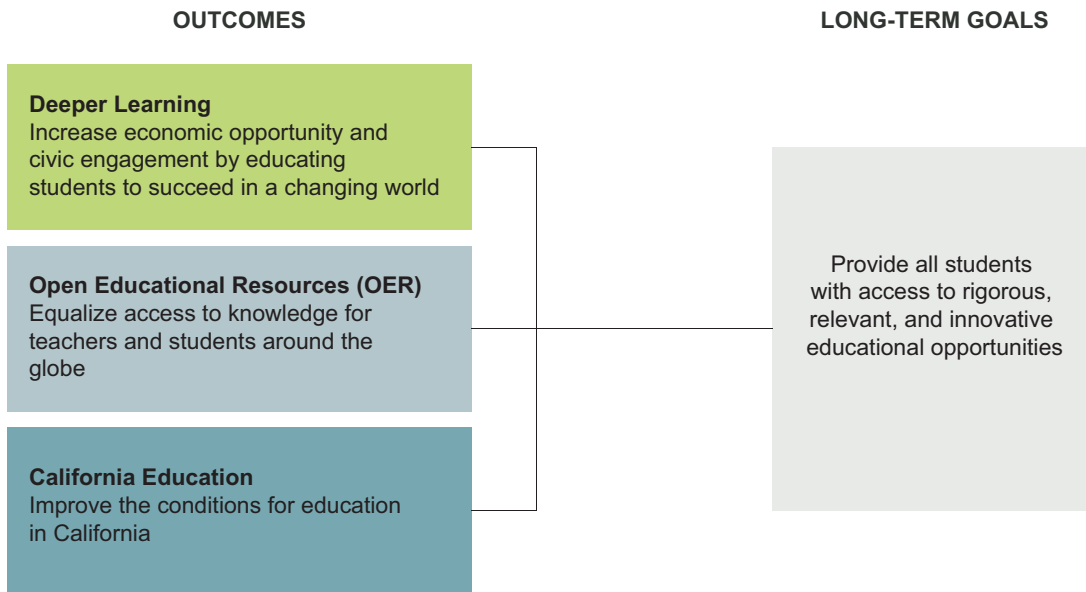 OUTCOMES
LONG-TERM GOALS
Deeper Learning
Increase economic opportunity and
civic engagement by educating
students to succeed in a changing world
Open Educational Resources (OER)
Equalize access to knowledge for
teachers and students around the
globe
California Education
Improve the conditions for education
in California
Provide all students
with access to rigorous,
relevant, and innovative
educational opportunities